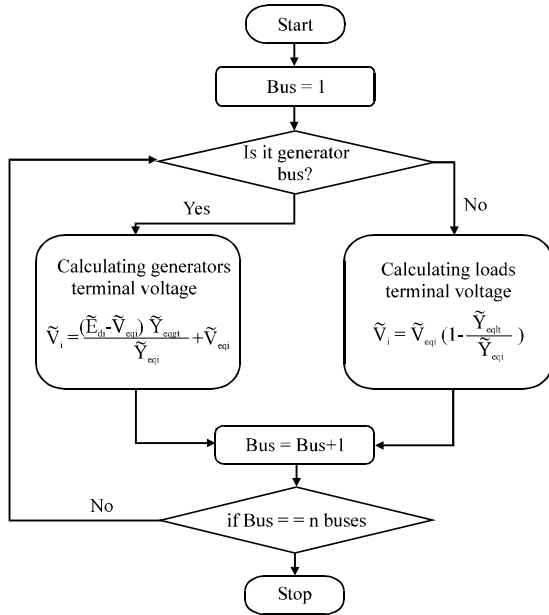 Start
Bus = 1
Is it generator
bus?
Yes
No
Calculating generators
terminal voltage
Ṽi = (Ẽdi-Ṽeqi) Ỹeqgt / Ỹeqi +Ṽeqi
Calculating loads
terminal voltage
Ṽi = Ṽeqi (1- Ỹeqlt / Ỹeqi )
Bus = Bus+1
No
if Bus = = n buses
Stop